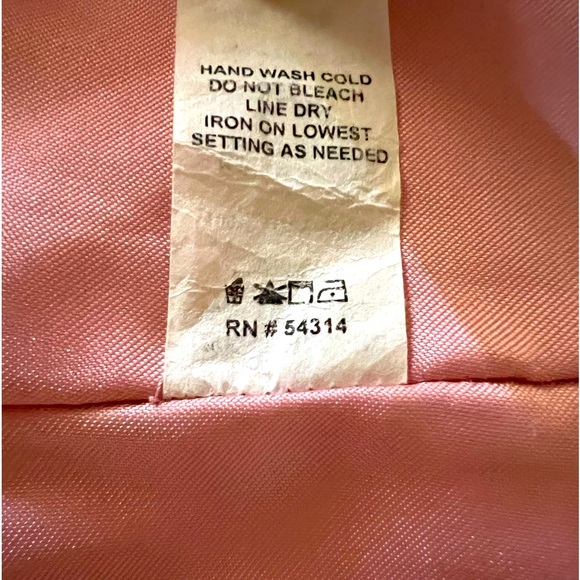 HAND WASH COLD
DO NOT BLEACH
LINE DRY
IRON ON LOWEST
SETTING AS NEEDED
RN # 54314